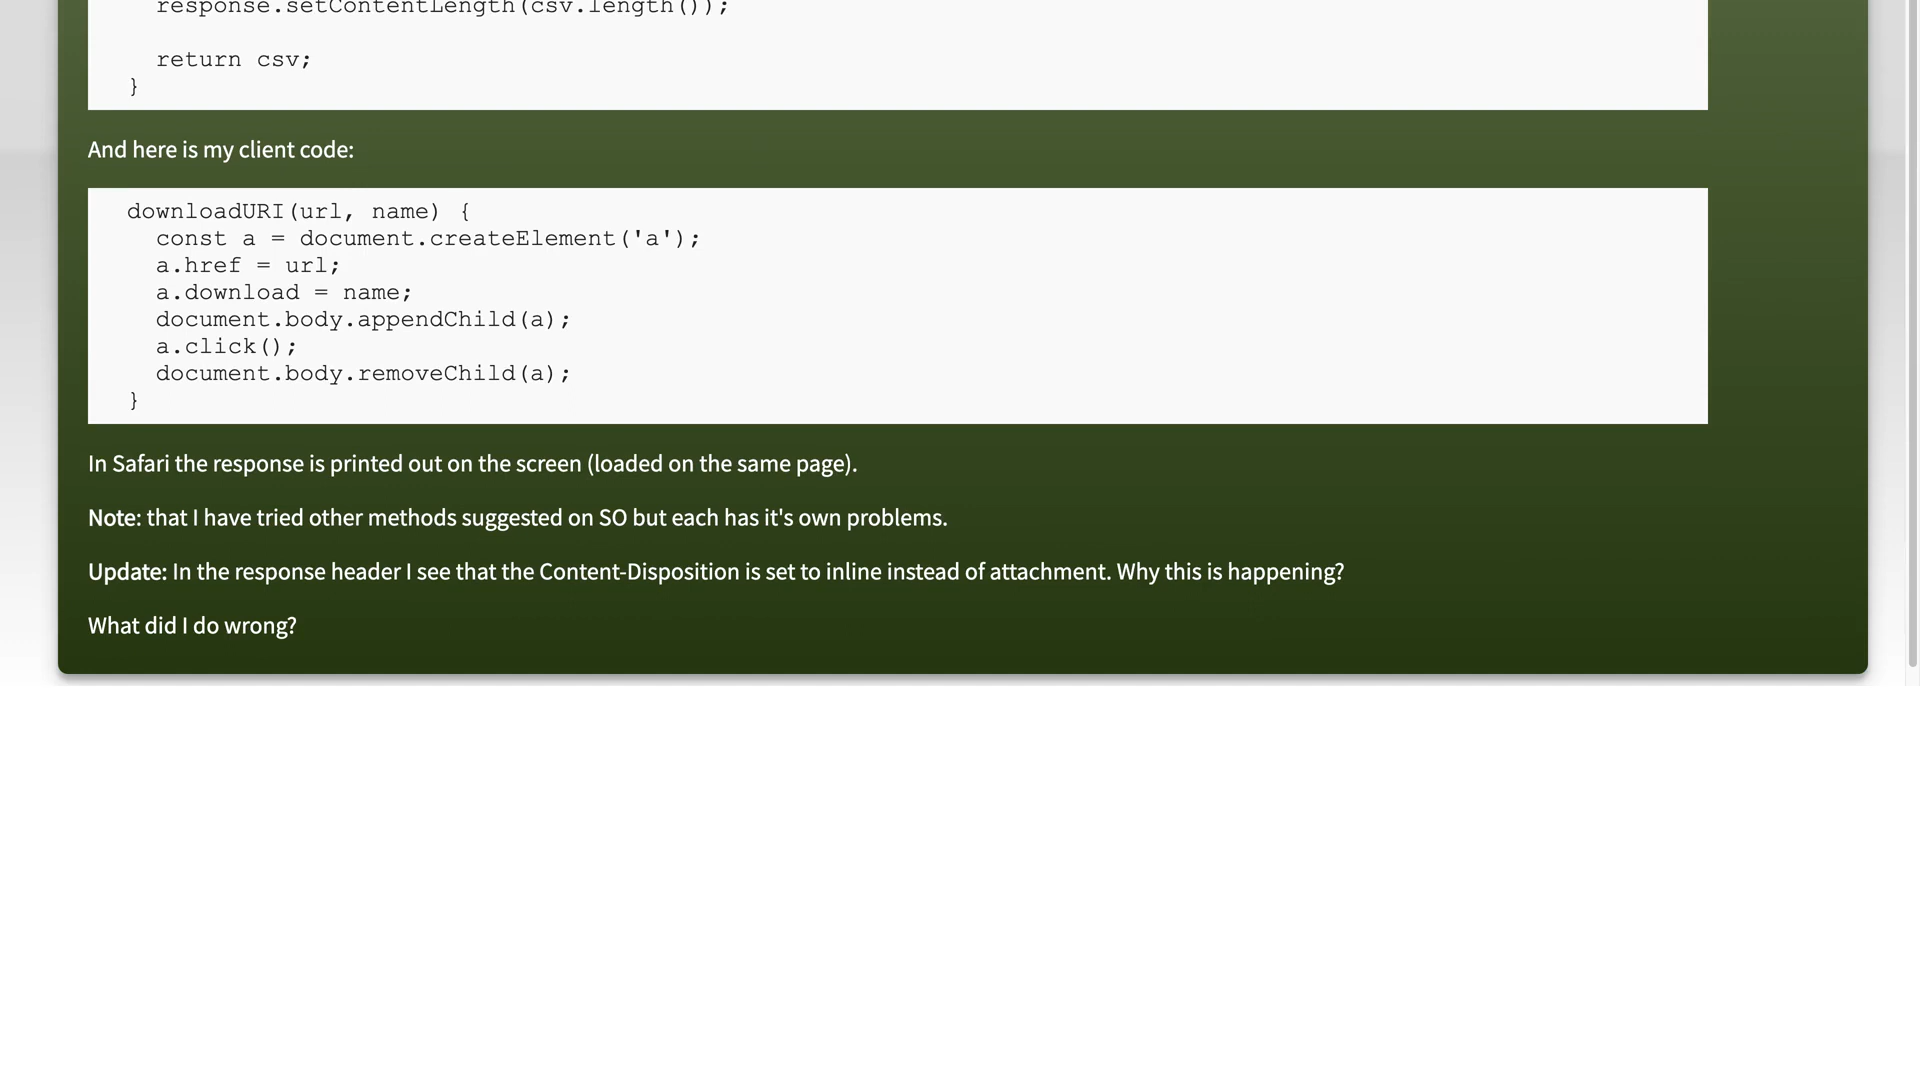 response.setContentLength(csv.length());
return csv;
}
And here is my client code:
downloadURI(url, name) {
const a = document.createElement('a');
a.href = url;
a.download = name;
document.body.appendChild(a);
a.click();
document.body.removeChild(a);
}
In Safari the response is printed out on the screen (loaded on the same page).
Note: that I have tried other methods suggested on SO but each has it's own problems.
Update: In the response header I see that the Content-Disposition is set to inline instead of attachment. Why this is happening?
What did I do wrong?